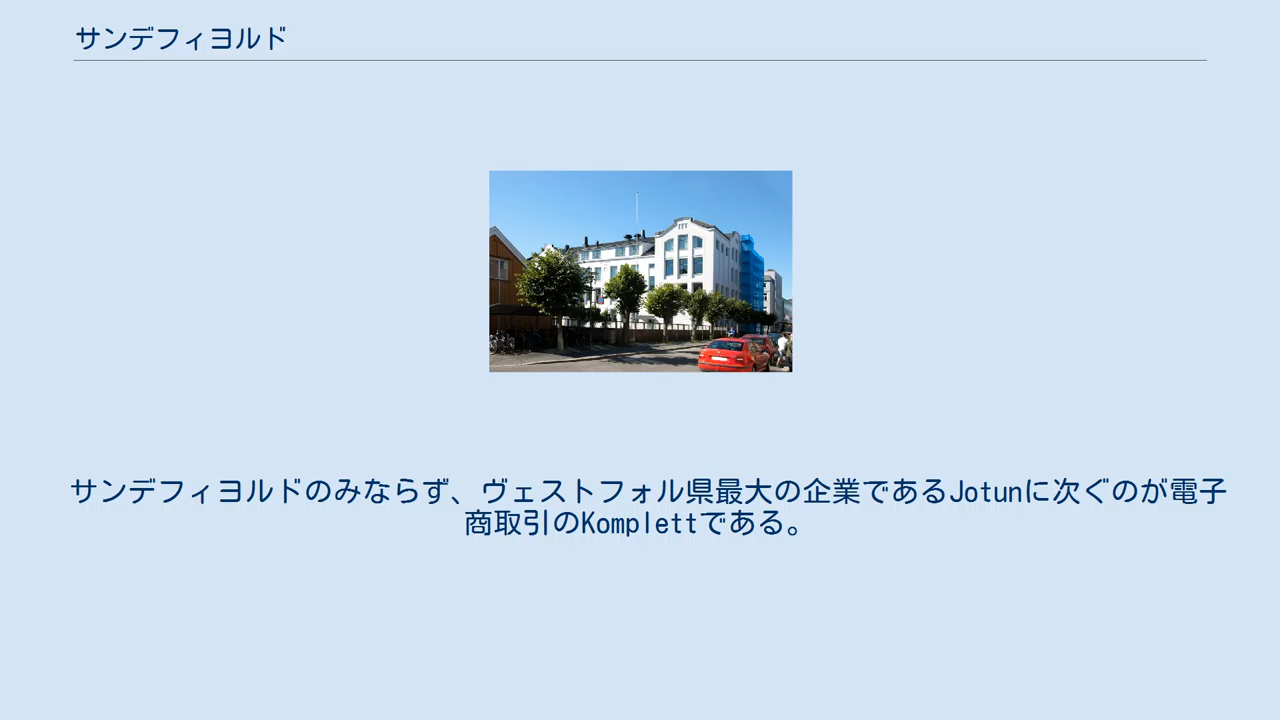 サンデフィヨルド
サンデフィヨルドのみならず、ヴェストフォル県最大の企業であるJotunに次ぐのが電子
商取引のKomplettである。